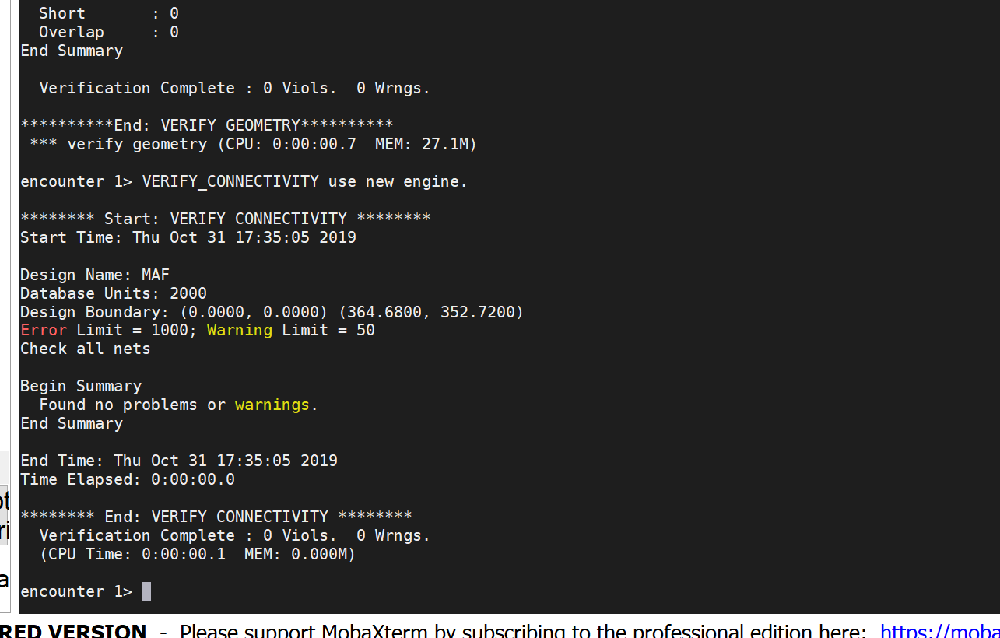 Short : 0
Overlap : 0
End Summary
Verification Complete : 0 Viols. 0 Wrngs.
**********End: VERIFY GEOMETRY**********
*** verify geometry (CPU: 0:00:00.7 MEM: 27.1M)
encounter 1> VERIFY_CONNECTIVITY use new engine.
******** Start: VERIFY CONNECTIVITY ********
Start Time: Thu Oct 31 17:35:05 2019
Design Name: MAF
Database Units: 2000
Design Boundary: (0.0000, 0.0000) (364.6800, 352.7200)
Error Limit = 1000; Warning Limit = 50
Check all nets
Begin Summary
Found no problems or warnings.
End Summary
End Time: Thu Oct 31 17:35:05 2019
Time Elapsed: 0:00:00.0
******** End: VERIFY CONNECTIVITY ********
Verification Complete : 0 Viols. 0 Wrngs.
(CPU Time: 0:00:00.1 MEM: 0.000M)
encounter 1>
RED VERSION - Please support MobaXterm by subscribing to the professional edition here: https://moba